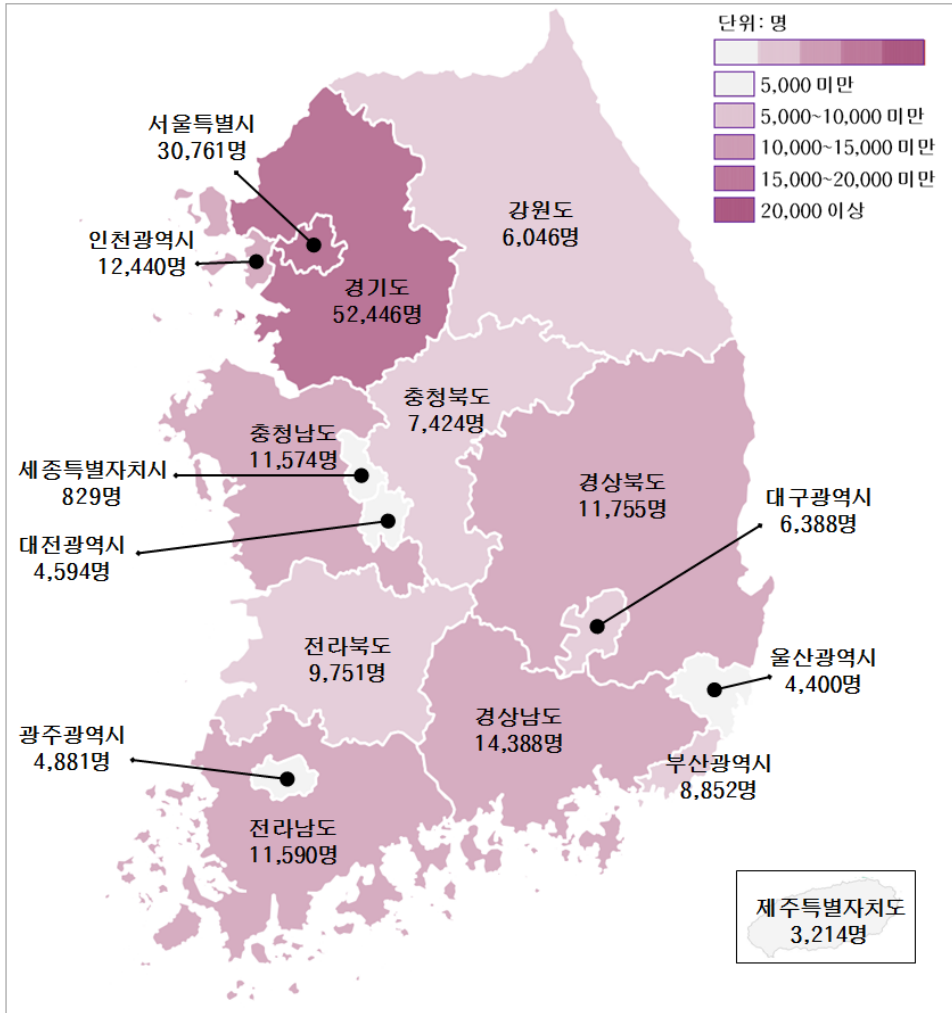 단위: 명
5,000 미만
5,000~10,000 미만
10,000~15,000 미만
15,000~20,000 미만
20,000 이상
서울특별시
30,761명
인천광역시
12,440명
강원도
6,046명
경기도
52,446명
충청북도
7,424명
충청남도
11,574명
세종특별자치시
829명
대전광역시
4,594명
경상북도
11,755명
대구광역시
6,388명
전라북도
9,751명
울산광역시
4,400명
경상남도
14,388명
광주광역시
4,881명
부산광역시
8,852명
전라남도
11,590명
제주특별자치도
3,214명